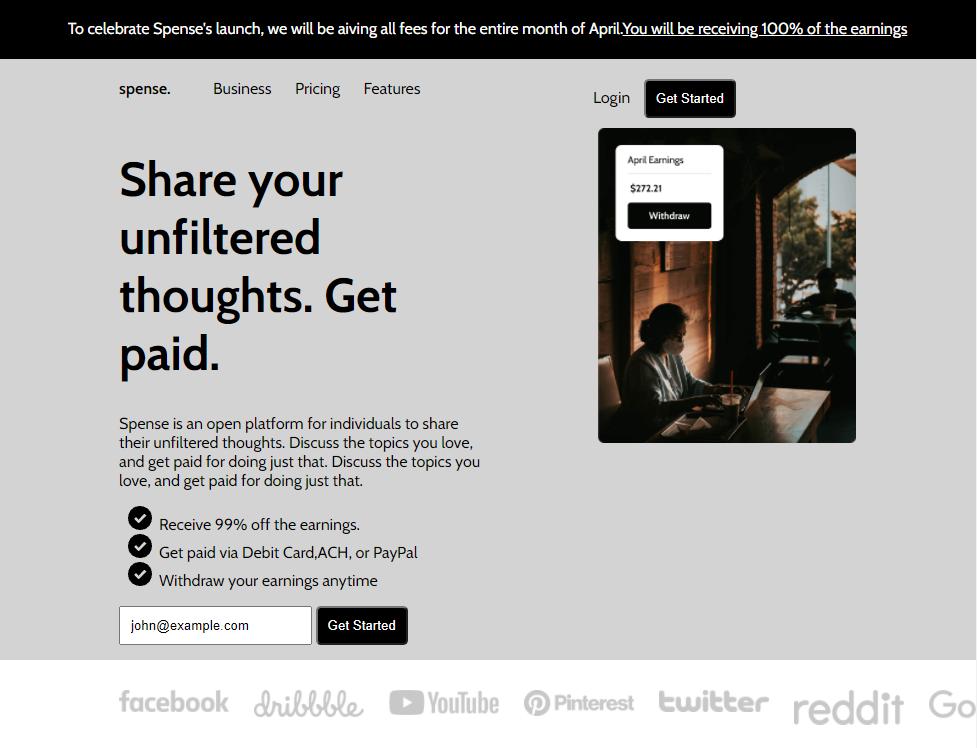 To celebrate Spense's launch, we will be aiving all fees for the entire month of April.You will be receiving 100% of the earnings
spense. Business Pricing Features Login Get Started
April Earnings
$272.21
Withdraw
Share your
unfiltered
thoughts. Get
paid.
Spense is an open platform for individuals to share
their unfiltered thoughts. Discuss the topics you love,
and get paid for doing just that. Discuss the topics you
love, and get paid for doing just that.
Receive 99% off the earnings.
Get paid via Debit Card,ACH, or PayPal
Withdraw your earnings anytime
john@example.com Get Started
facebook dribbble YouTube Pinterest twitter reddit Go